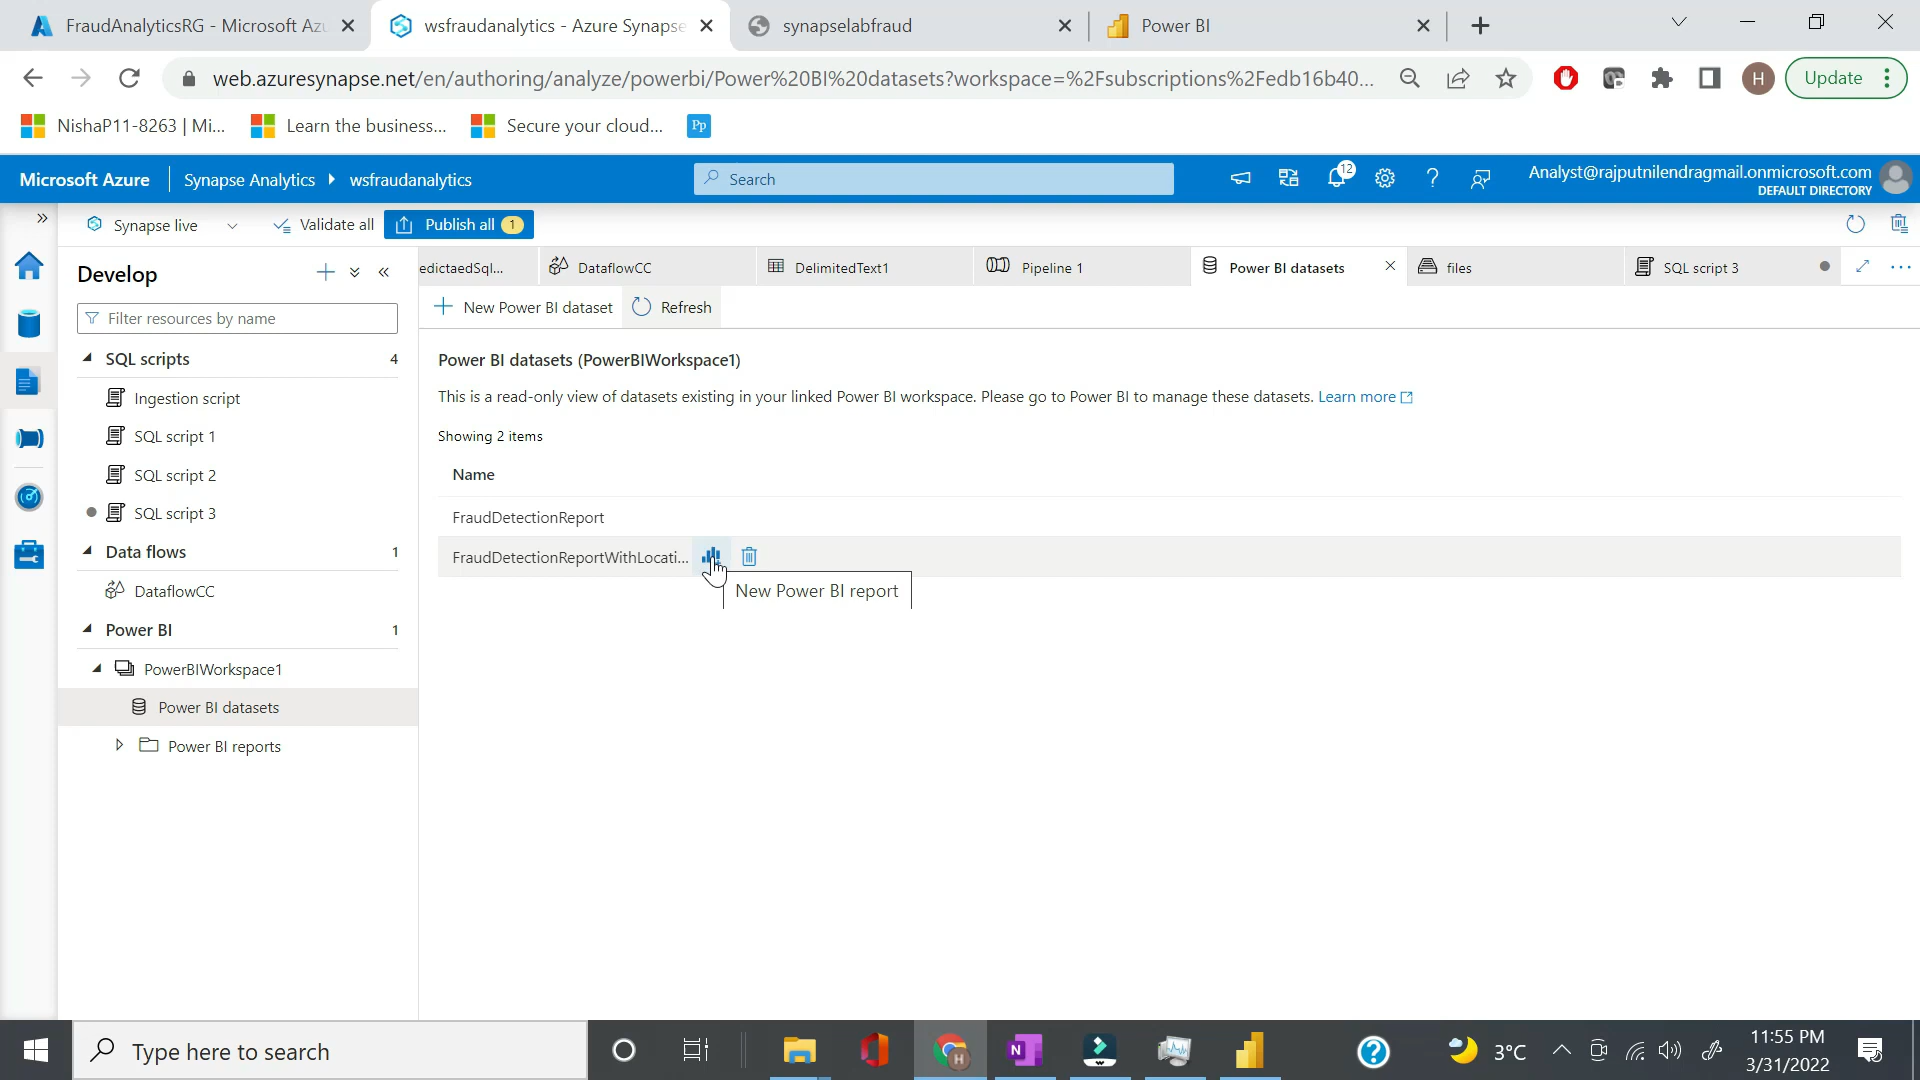 FraudAnalyticsRG - Microsoft Azu
wsfraudanalytics - Azure Synapse
synapselabfraud
Power BI
web.azuresynapse.net/en/authoring/analyze/powerbi/Power%20BI%20datasets?workspace=%2Fsubscriptions%2Fedb16b40...
H
Update
NishaP11-8263 | Mi...
Learn the business...
Secure your cloud...
Pp
Microsoft Azure
Synapse Analytics
wsfraudanalytics
Search
12
Analyst@rajputnilendragmail.onmicrosoft.com
DEFAULT DIRECTORY
Synapse live
Validate all
Publish all
1
Develop
edictaedSql...
DataflowCC
DelimitedText1
Pipeline 1
Power BI datasets
files
SQL script 3
New Power BI dataset
Refresh
Filter resources by name
SQL scripts
4
Ingestion script
SQL script 1
SQL script 2
SQL script 3
Data flows
1
DataflowCC
Power BI
1
PowerBIWorkspace1
Power BI datasets
Power BI reports
Power BI datasets (PowerBIWorkspace1)
This is a read-only view of datasets existing in your linked Power BI workspace. Please go to Power BI to manage these datasets. Learn more
Showing 2 items
Name
FraudDetectionReport
FraudDetectionReportWithLocati...
New Power BI report
Type here to search
3°C
11:55 PM
3/31/2022